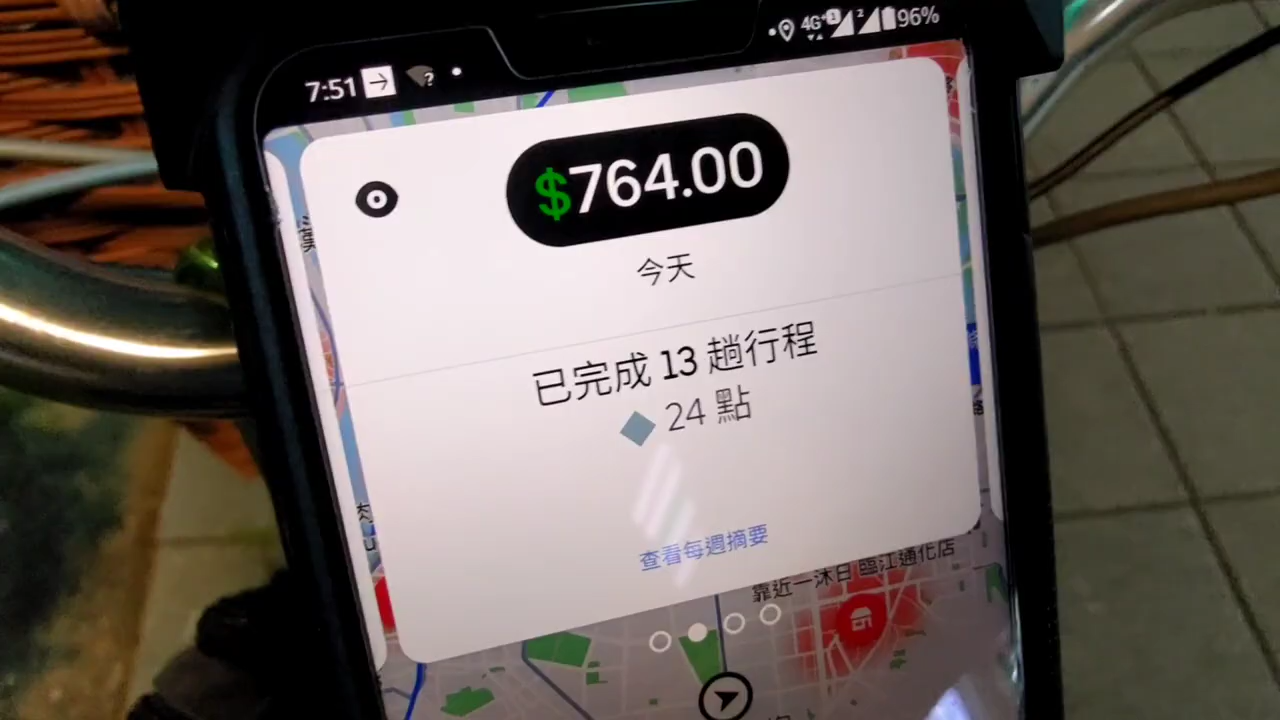 7:51
4G+
96%
$764.00
今天
已完成 13 趟行程
24 點
查看每週摘要
靠近一沐日 臨江通化店